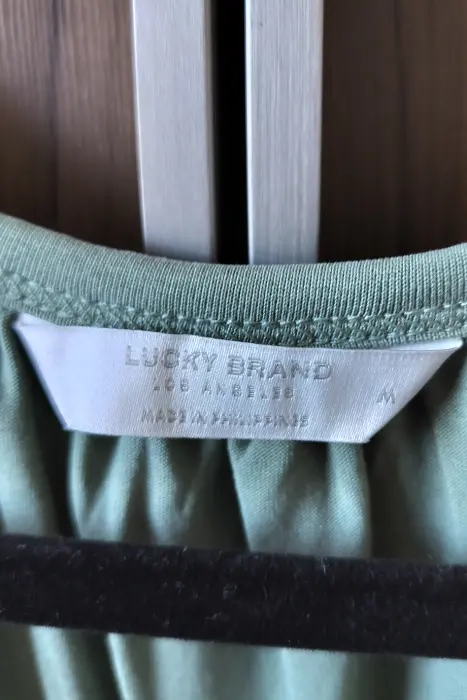 LUCKY BRAND
LOS ANGELES
M
MADE IN PHILIPPINES